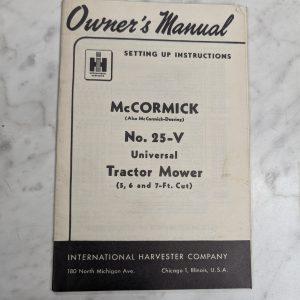 Owner's Manual
SETTING UP INSTRUCTIONS
IH
McCORMICK
(Also McCormick-Deering)
No. 25-V
Universal
Tractor Mower
(5, 6 and 7-Ft. Cut)
INTERNATIONAL HARVESTER COMPANY
180 North Michigan Ave. Chicago 1, Illinois, U.S.A.